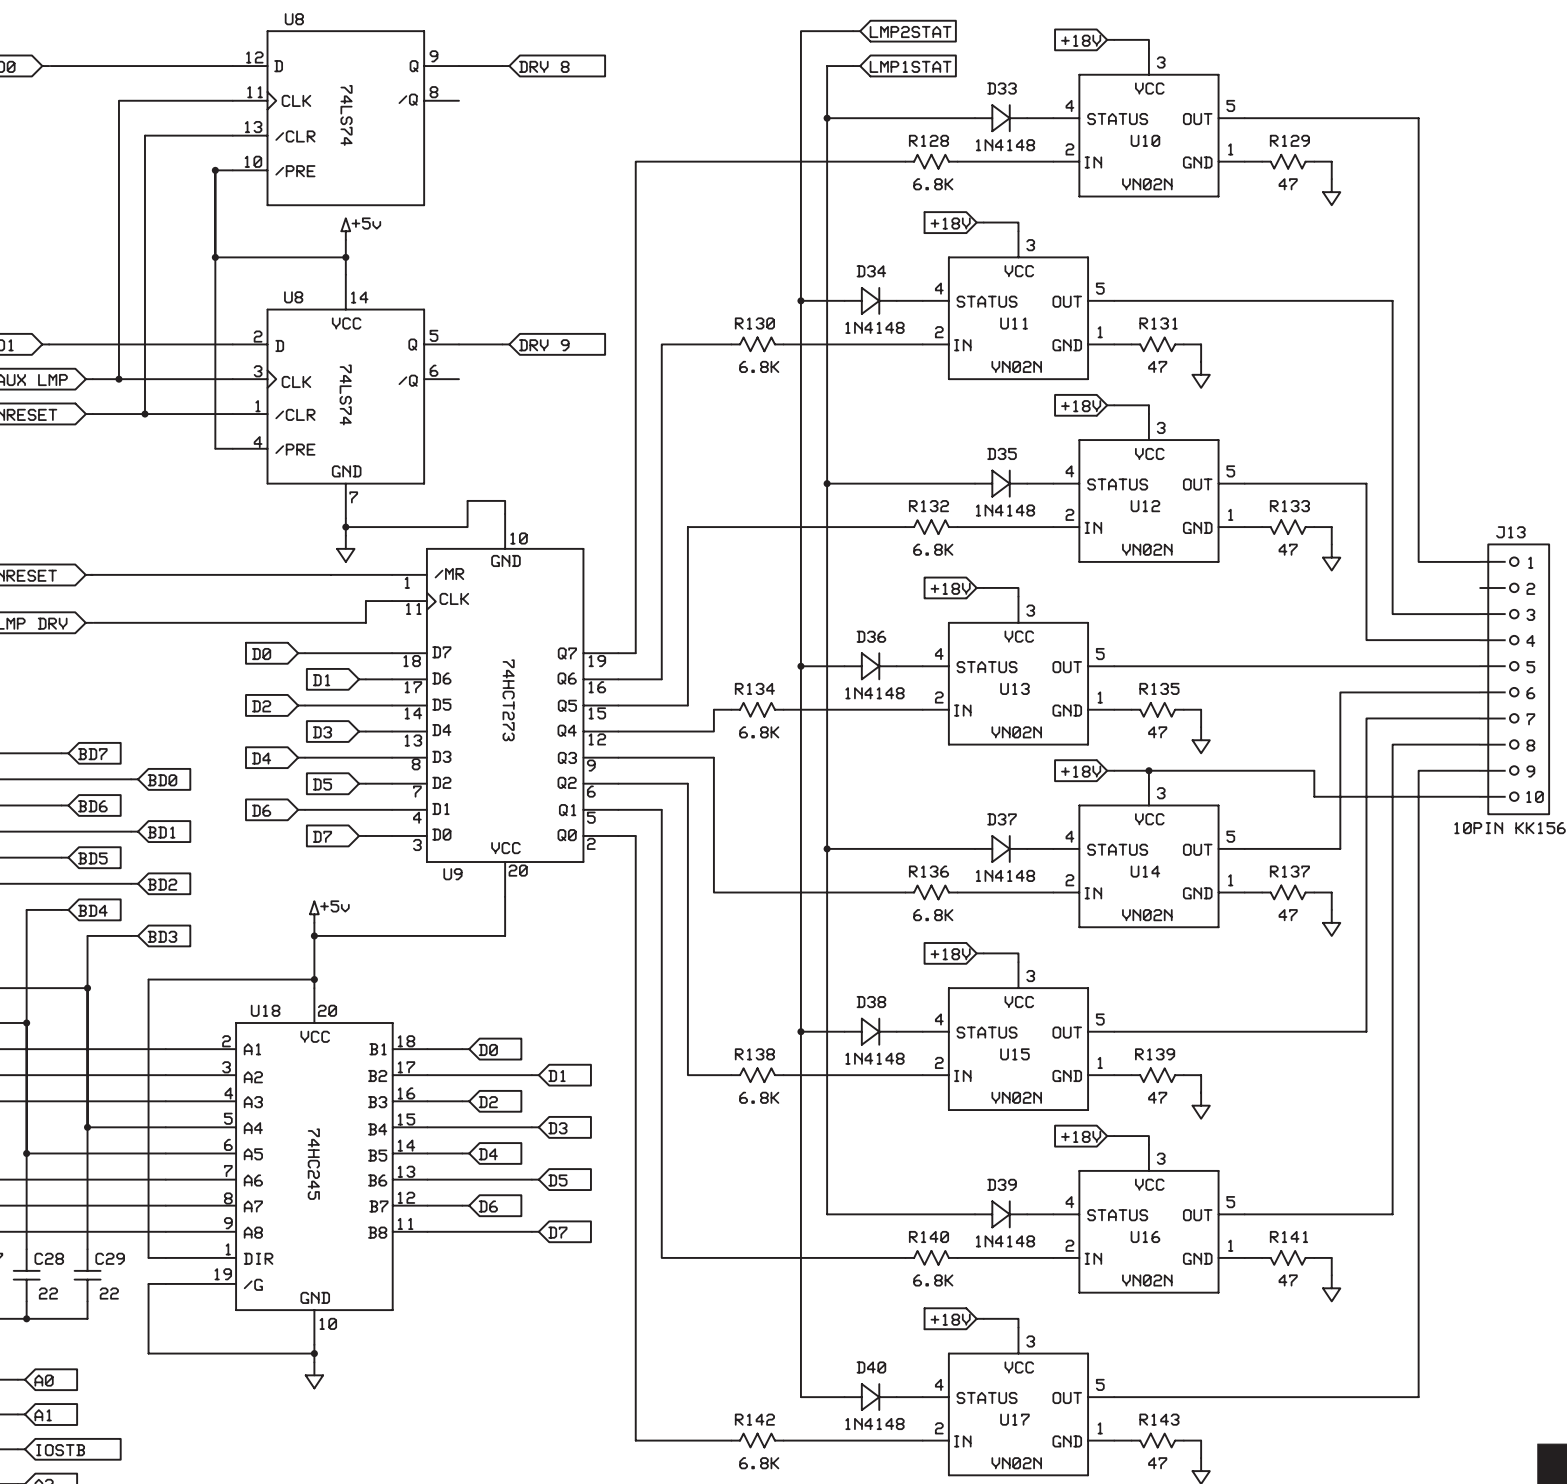 U8
12
D
Q
9
DRV 8
11
CLK
/Q
8
13
/CLR
10
/PRE
74LS74
+5v
U8
14
VCC
2
D
Q
5
DRV 9
AUX LMP
3
CLK
/Q
6
NRESET
1
/CLR
4
/PRE
74LS74
GND
7
10
GND
NRESET
1
/MR
LMP DRV
11
CLK
D0
18
D7
Q7
19
D1
17
D6
Q6
16
D2
14
D5
Q5
15
D3
13
D4
Q4
12
D4
8
D3
Q3
9
D5
7
D2
Q2
6
D6
4
D1
Q1
5
D7
3
D0
Q0
2
74HCT273
VCC
U9
20
BD7
BD0
BD6
BD1
BD5
BD2
BD4
BD3
+5v
U18
20
VCC
2
A1
B1
18
D0
3
A2
B2
17
D1
4
A3
B3
16
D2
5
A4
B4
15
D3
6
A5
B5
14
D4
7
A6
B6
13
D5
8
A7
B7
12
D6
9
A8
B8
11
D7
1
DIR
19
/G
74HC245
GND
10
C28
22
C29
22
A0
A1
IOSTB
LMP2STAT
LMP1STAT
+18V
3
VCC
D33
1N4148
4
STATUS
OUT
5
U10
R128
6.8K
2
IN
GND
1
R129
47
VN02N
+18V
3
VCC
D34
1N4148
4
STATUS
OUT
5
U11
R130
6.8K
2
IN
GND
1
R131
47
VN02N
+18V
3
VCC
D35
1N4148
4
STATUS
OUT
5
U12
R132
6.8K
2
IN
GND
1
R133
47
VN02N
+18V
3
VCC
D36
1N4148
4
STATUS
OUT
5
U13
R134
6.8K
2
IN
GND
1
R135
47
VN02N
+18V
3
VCC
D37
1N4148
4
STATUS
OUT
5
U14
R136
6.8K
2
IN
GND
1
R137
47
VN02N
+18V
3
VCC
D38
1N4148
4
STATUS
OUT
5
U15
R138
6.8K
2
IN
GND
1
R139
47
VN02N
+18V
3
VCC
D39
1N4148
4
STATUS
OUT
5
U16
R140
6.8K
2
IN
GND
1
R141
47
VN02N
+18V
3
VCC
D40
1N4148
4
STATUS
OUT
5
U17
R142
6.8K
2
IN
GND
1
R143
47
VN02N
J13
1
2
3
4
5
6
7
8
9
10
10PIN KK156